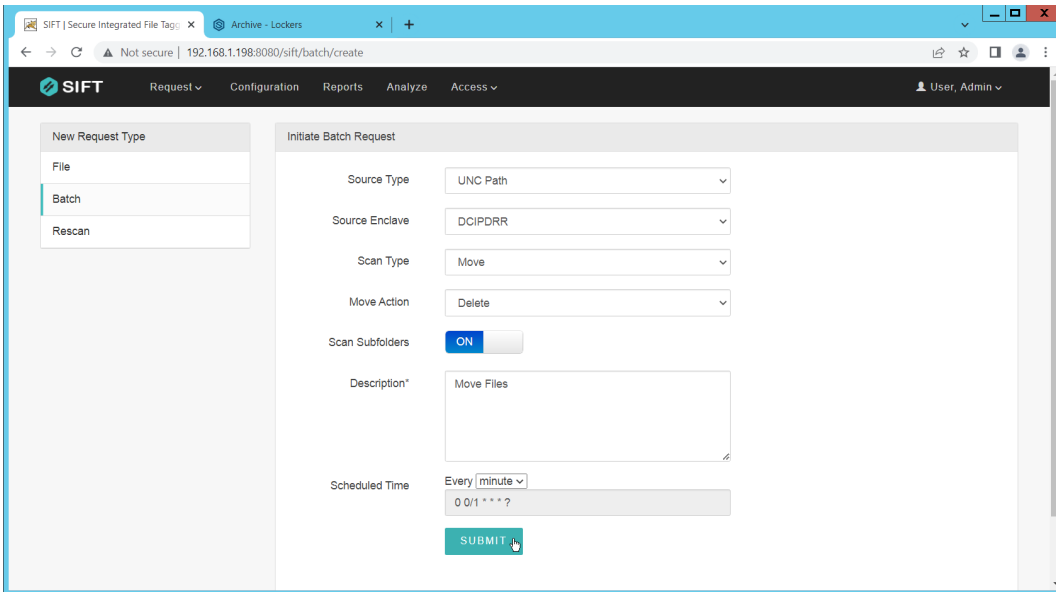 SIFT | Secure Integrated File Tagg
Archive - Lockers
Not secure | 192.168.1.198:8080/sift/batch/create
SIFT Request Configuration Reports Analyze Access User, Admin
New Request Type
File
Batch
Rescan
Initiate Batch Request
Source Type UNC Path
Source Enclave DCIPDRR
Scan Type Move
Move Action Delete
Scan Subfolders ON
Description* Move Files
Scheduled Time Every minute
0 0/1 * * * ?
SUBMIT